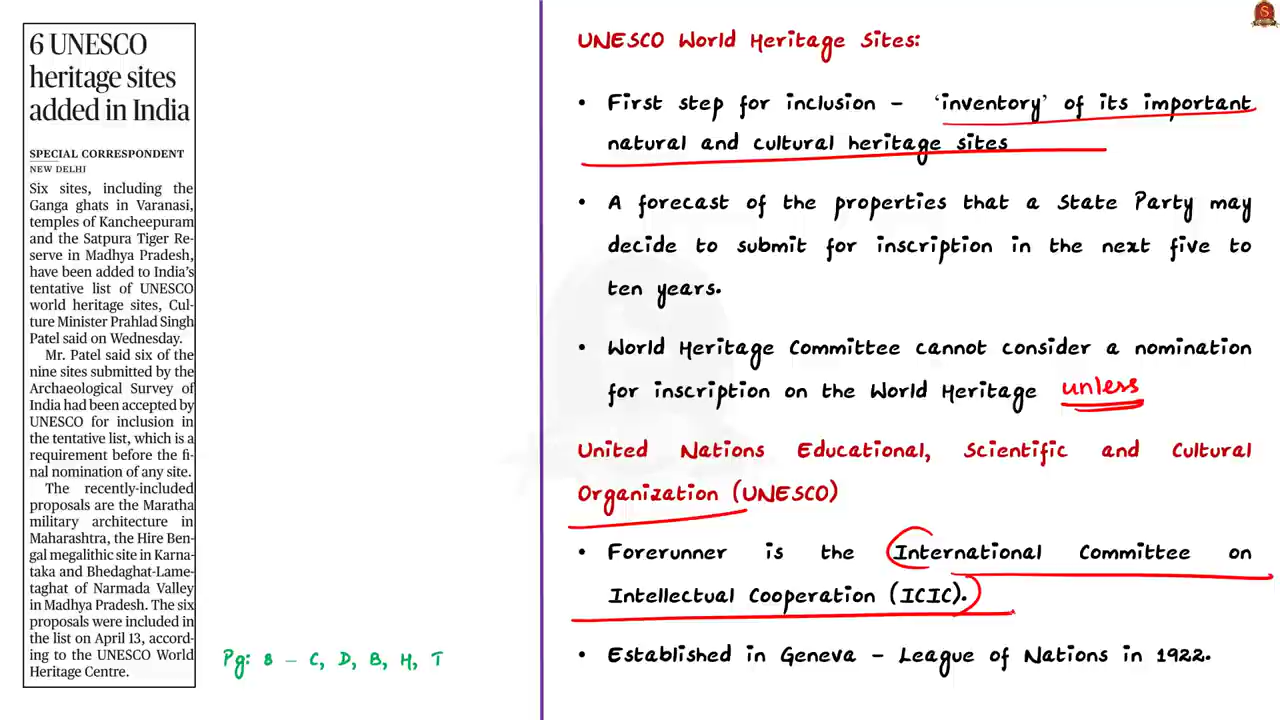 6 UNESCO
heritage sites
added in India
SPECIAL CORRESPONDENT
NEW DELHI
Six sites, including the
Ganga ghats in Varanasi,
temples of Kancheepuram
and the Satpura Tiger Re-
serve in Madhya Pradesh,
have been added to India's
tentative list of UNESCO
world heritage sites, Cul-
ture Minister Prahlad Singh
Patel said on Wednesday.
Mr. Patel said six of the
nine sites submitted by the
Archaeological Survey of
India had been accepted by
UNESCO for inclusion in
the tentative list, which is a
requirement before the fi-
nal nomination of any site.
The recently-included
proposals are the Maratha
military architecture in
Maharashtra, the Hire Ben-
gal megalithic site in Karna-
taka and Bhedaghat-Lame-
taghat of Narmada Valley
in Madhya Pradesh. The six
proposals were included in
the list on April 13, accord-
ing to the UNESCO World
Heritage Centre.
Pg: 8 – C, D, B, H, T
UNESCO World Heritage Sites:
• First step for inclusion – 'inventory' of its important
natural and cultural heritage sites
• A forecast of the properties that a State Party may
decide to submit for inscription in the next five to
ten years.
• World Heritage Committee cannot consider a nomination
for inscription on the World Heritage unless
United Nations Educational, Scientific and Cultural
Organization (UNESCO)
• Forerunner is the International Committee on
Intellectual Cooperation (ICIC).
• Established in Geneva – League of Nations in 1922.